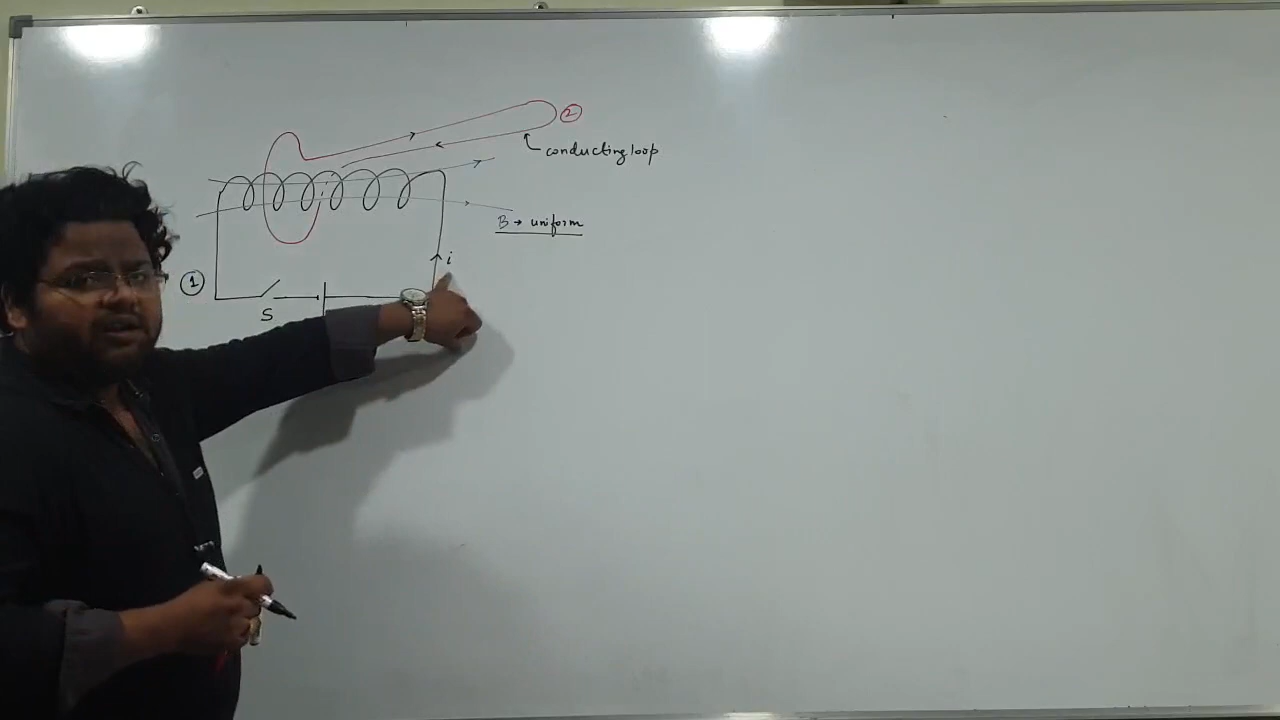 ②
conducting loop
B → uniform
i
①
S